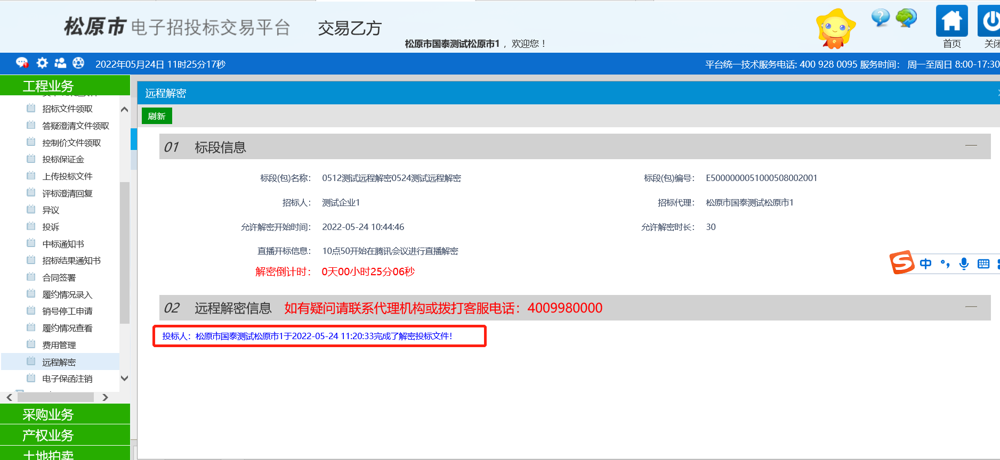 松原市 电子招投标交易平台 交易乙方
松原市国泰测试松原市1 ，欢迎您！
首页
关闭
2022年05月24日 11时25分17秒
平台统一技术服务电话: 400 928 0095 服务时间： 周一至周日 8:00-17:30
工程业务
招标文件领取
答疑澄清文件领取
控制价文件领取
投标保证金
上传投标文件
评标澄清回复
异议
投诉
中标通知书
招标结果通知书
合同签署
履约情况录入
销号停工申请
履约情况查看
费用管理
远程解密
电子保函注销
采购业务
产权业务
土地拍卖
远程解密
刷新
01 标段信息
标段(包)名称： 0512测试远程解密0524测试远程解密
标段(包)编号： E5000000051000508002001
招标人： 测试企业1
招标代理： 松原市国泰测试松原市1
允许解密开始时间： 2022-05-24 10:44:46
允许解密时长： 30
直播开标信息： 10点50开始在腾讯会议进行直播解密
解密倒计时： 0天00小时25分06秒
中
02 远程解密信息 如有疑问请联系代理机构或拨打客服电话：4009980000
投标人：松原市国泰测试松原市1于2022-05-24 11:20:33完成了解密投标文件！